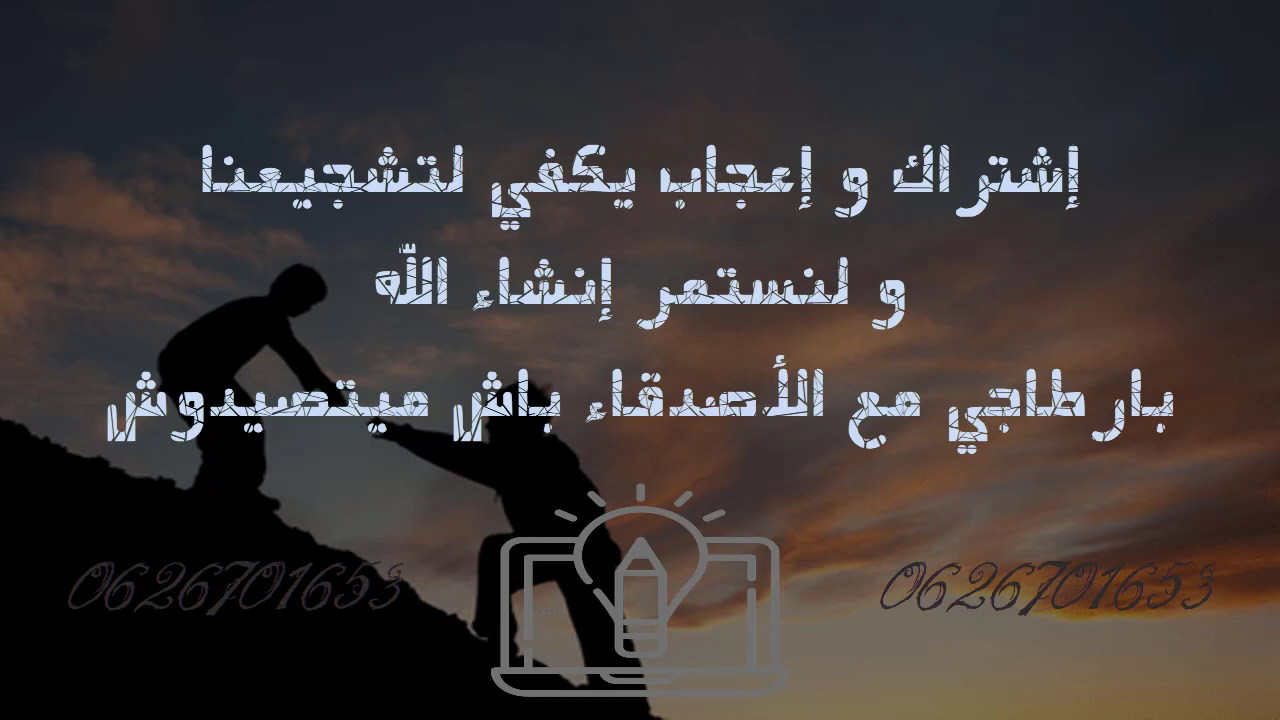 إشتراك و إعجاب يكفي لتشجيعنا
و لنستمر إنشاء الله
بارطاجي مع الأصدقاء باش ميتصيدوش
0626701653 0626701653